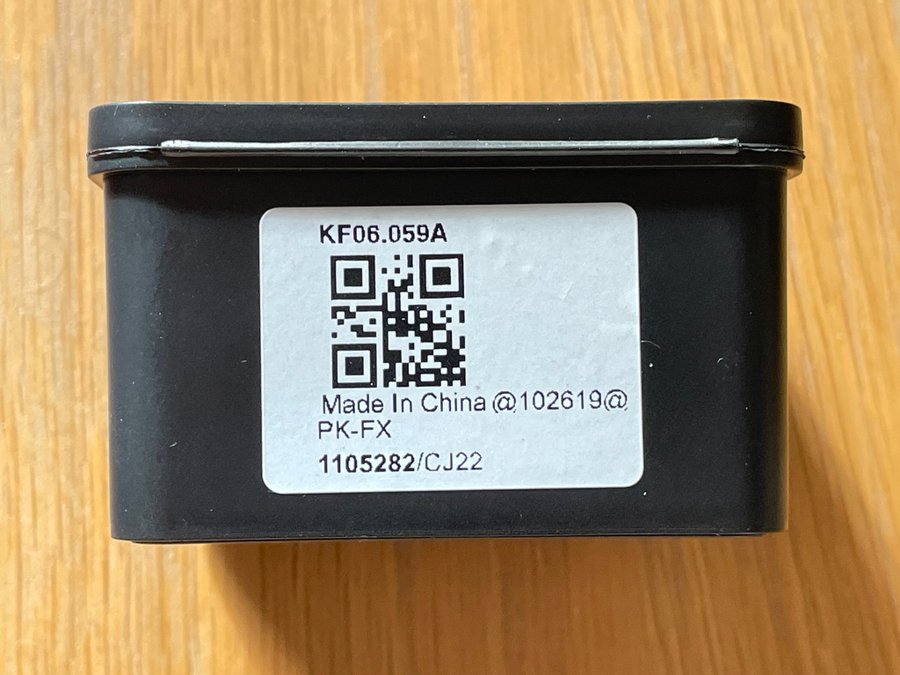 KF06.059A
Made In China @102619@
PK-FX
1105282/CJ22